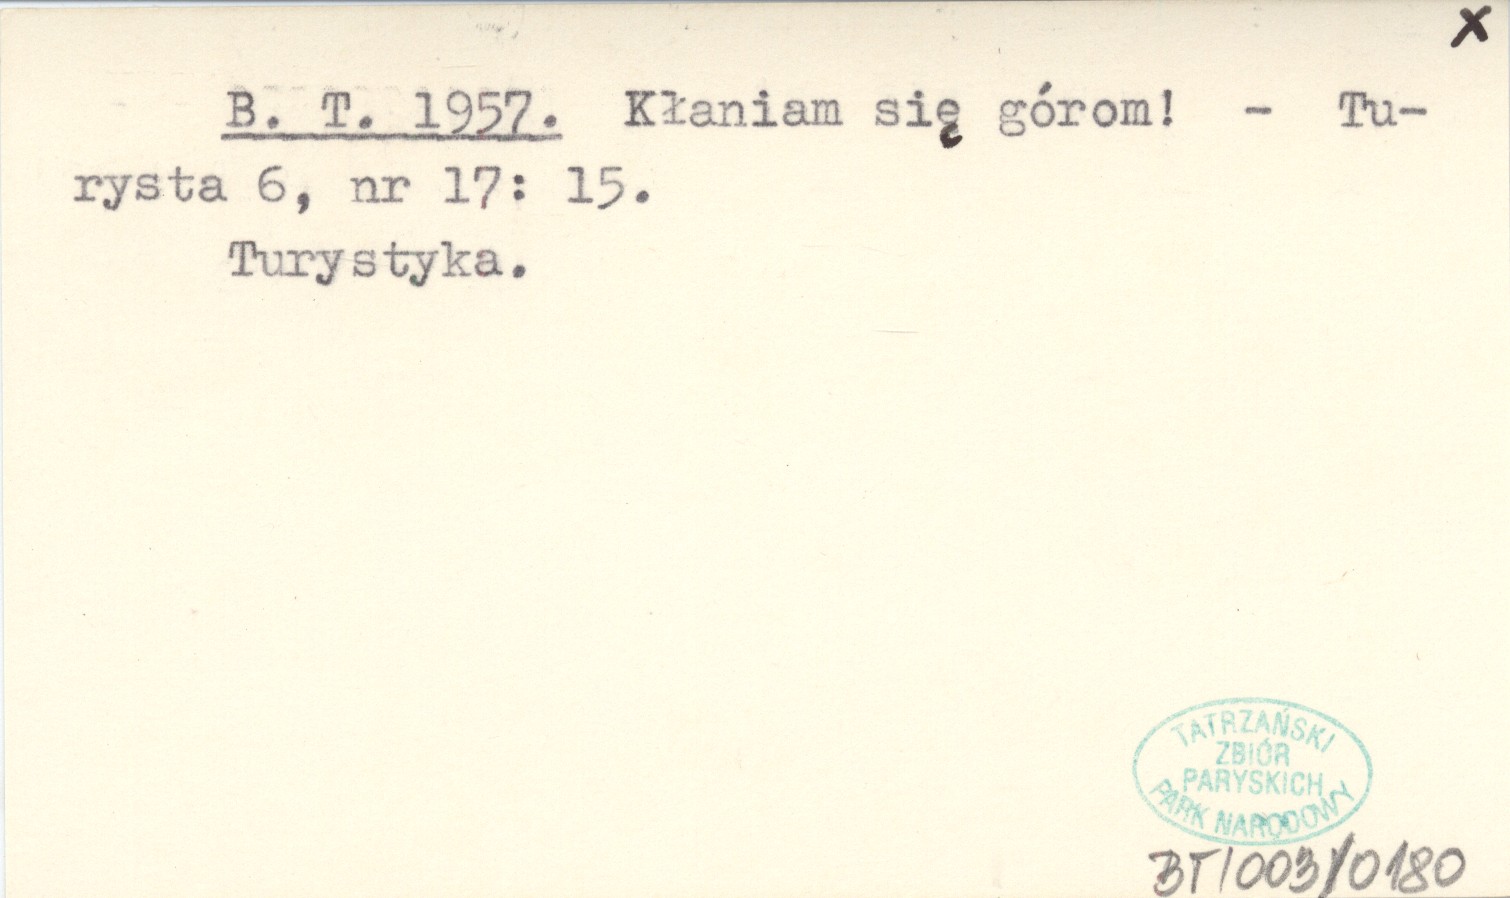 x
B. T. 1957. Kłaniam się górom! - Tu-
rysta 6, nr 17: 15.
Turystyka.
TATRZAŃSKI
ZBIÓR
PARYSKICH
PARK NARODOWY
BT/003/0180